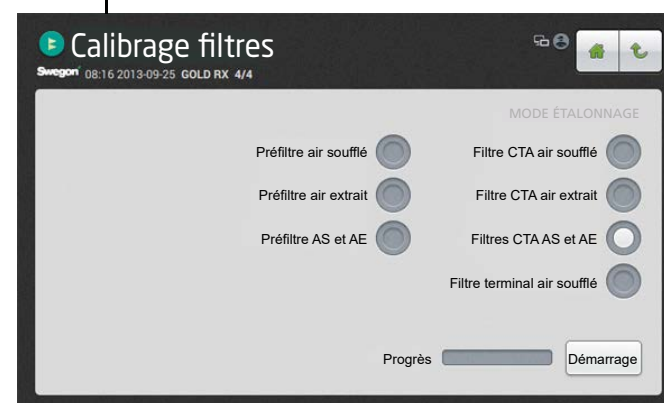 Calibrage filtres
Swegon 08:16 2013-09-25 GOLD RX 4/4
MODE ÉTALONNAGE
Préfiltre air soufflé
Filtre CTA air soufflé
Préfiltre air extrait
Filtre CTA air extrait
Préfiltre AS et AE
Filtres CTA AS et AE
Filtre terminal air soufflé
Progrès
Démarrage